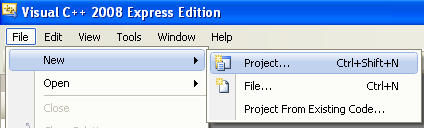 Visual C++ 2008 Express Edition
File Edit View Tools Window Help
New
Project... Ctrl+Shift+N
Open
File... Ctrl+N
Close
Project From Existing Code...